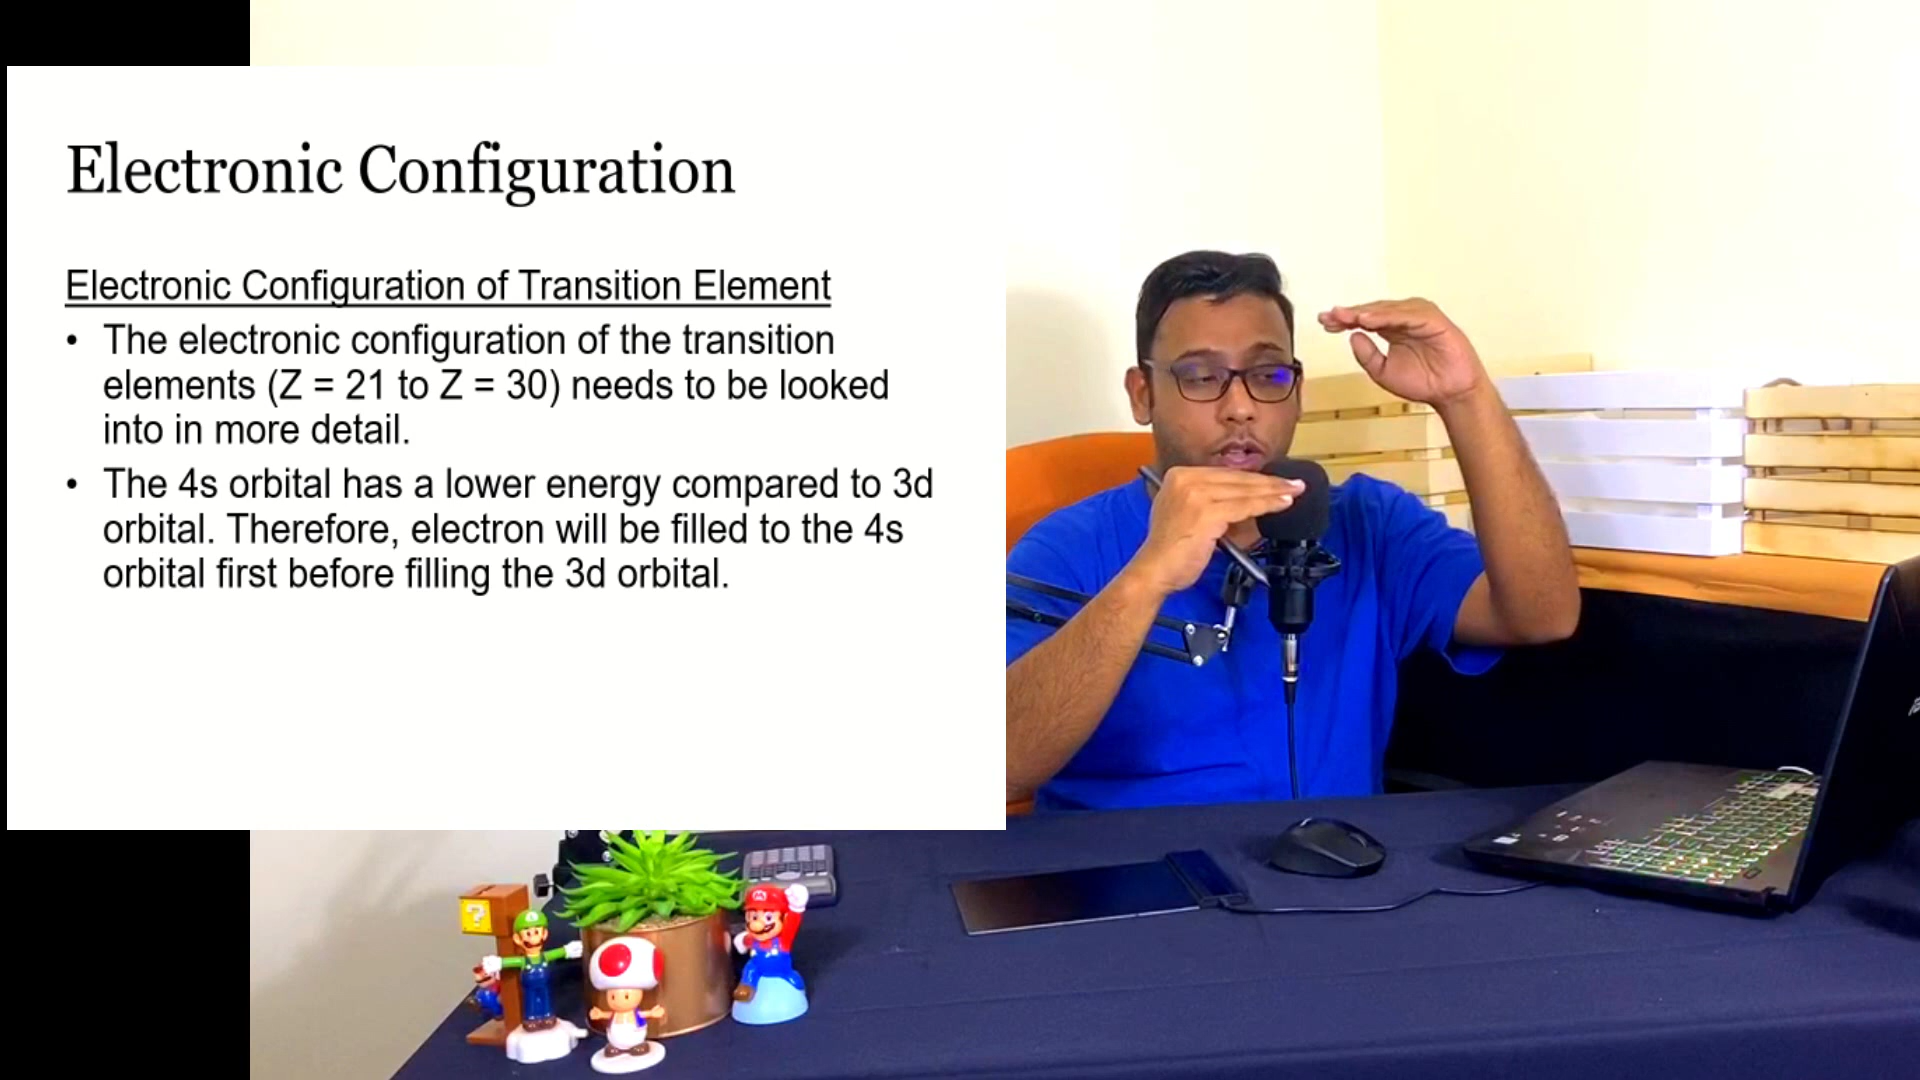 Electronic Configuration
Electronic Configuration of Transition Element
• The electronic configuration of the transition
elements (Z = 21 to Z = 30) needs to be looked
into in more detail.
• The 4s orbital has a lower energy compared to 3d
orbital. Therefore, electron will be filled to the 4s
orbital first before filling the 3d orbital.
?
M